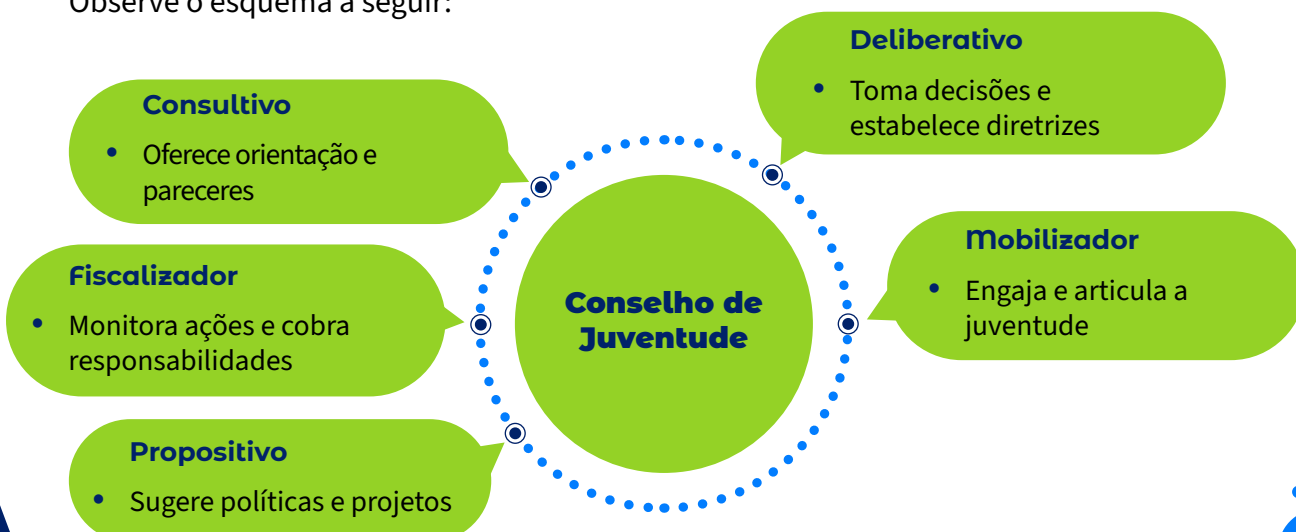 Observe o esquema a seguir:
Consultivo
• Oferece orientação e
pareceres
Fiscalizador
• Monitora ações e cobra
responsabilidades
Propositivo
• Sugere políticas e projetos
Conselho de
Juventude
Deliberativo
• Toma decisões e
estabelece diretrizes
Mobilizador
• Engaja e articula a
juventude